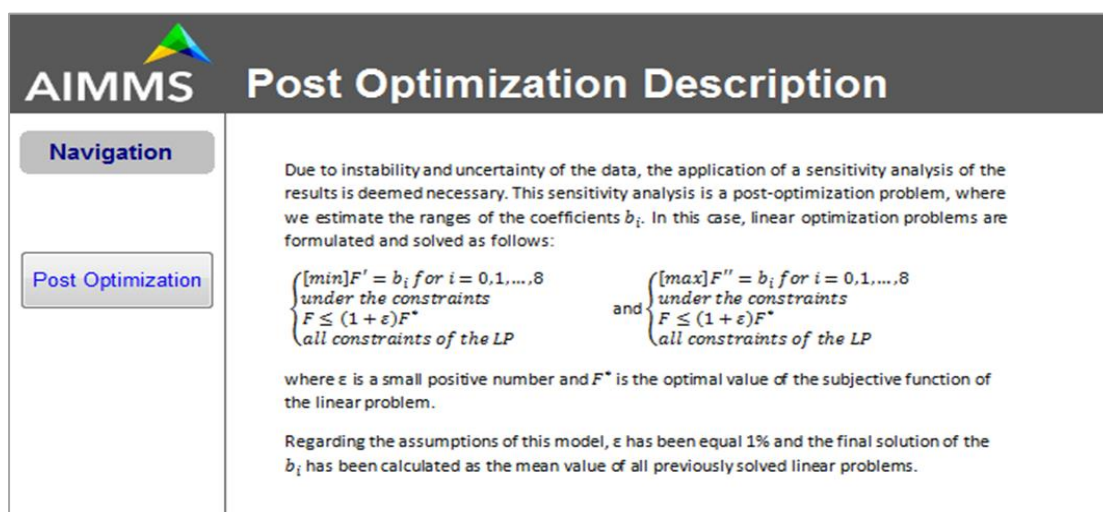 AIMMS
Post Optimization Description
Navigation
Post Optimization
Due to instability and uncertainty of the data, the application of a sensitivity analysis of the
results is deemed necessary. This sensitivity analysis is a post-optimization problem, where
we estimate the ranges of the coefficients b_i. In this case, linear optimization problems are
formulated and solved as follows:
{[min]F′ = b_i for i = 0,1,...,8
under the constraints
F ≤ (1 + ε)F*
all constraints of the LP
and
{[max]F″ = b_i for i = 0,1,...,8
under the constraints
F ≤ (1 + ε)F*
all constraints of the LP
where ε is a small positive number and F* is the optimal value of the subjective function of
the linear problem.
Regarding the assumptions of this model, ε has been equal 1% and the final solution of the
b_i has been calculated as the mean value of all previously solved linear problems.